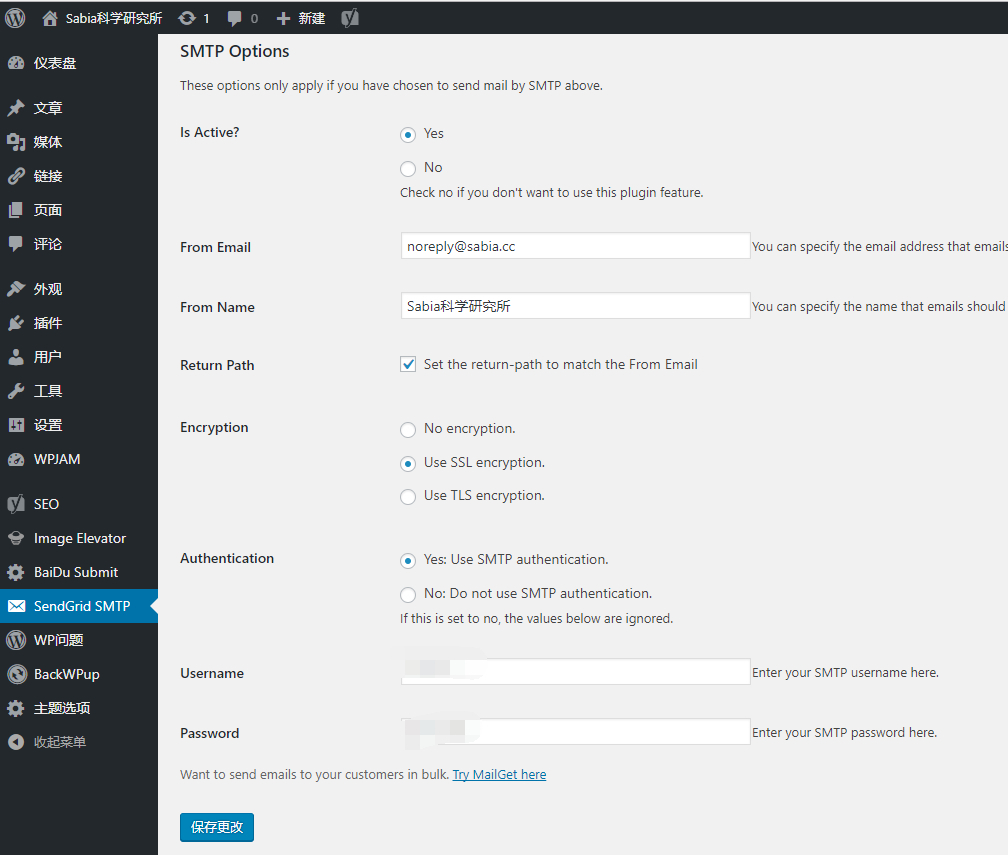 Sabia科学研究所 1 0 新建
仪表盘
文章
媒体
链接
页面
评论
外观
插件
用户
工具
设置
WPJAM
SEO
Image Elevator
BaiDu Submit
SendGrid SMTP
WP问题
BackWPup
主题选项
收起菜单
SMTP Options
These options only apply if you have chosen to send mail by SMTP above.
Is Active?
Yes
No
Check no if you don't want to use this plugin feature.
From Email
noreply@sabia.cc
You can specify the email address that emails
From Name
Sabia科学研究所
You can specify the name that emails should
Return Path
Set the return-path to match the From Email
Encryption
No encryption.
Use SSL encryption.
Use TLS encryption.
Authentication
Yes: Use SMTP authentication.
No: Do not use SMTP authentication.
If this is set to no, the values below are ignored.
Username
Enter your SMTP username here.
Password
Enter your SMTP password here.
Want to send emails to your customers in bulk. Try MailGet here
保存更改